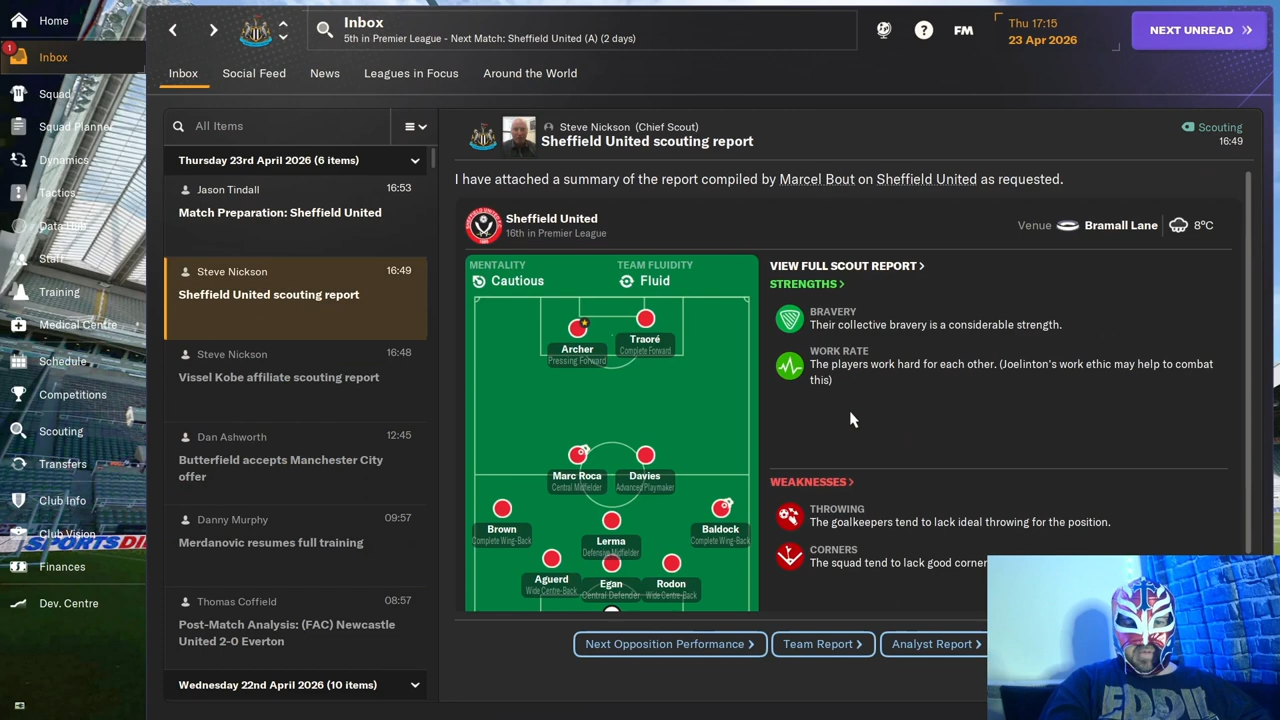 Home
Inbox
5th in Premier League - Next Match: Sheffield United (A) (2 days)
FM
Thu 17:15
23 Apr 2026
NEXT UNREAD
1
Inbox
Squad
Squad Planner
Dynamics
Tactics
Data Hub
Staff
Training
Medical Centre
Schedule
Competitions
Scouting
Transfers
Club Info
Club Vision
SPORTS DI
Finances
Dev. Centre
Inbox
Social Feed
News
Leagues in Focus
Around the World
All Items
Thursday 23rd April 2026 (6 items)
Jason Tindall 16:53
Match Preparation: Sheffield United
Steve Nickson 16:49
Sheffield United scouting report
Steve Nickson 16:48
Vissel Kobe affiliate scouting report
Dan Ashworth 12:45
Butterfield accepts Manchester City
offer
Danny Murphy 09:57
Merdanovic resumes full training
Thomas Coffield 08:57
Post-Match Analysis: (FAC) Newcastle
United 2-0 Everton
Wednesday 22nd April 2026 (10 items)
Steve Nickson (Chief Scout)
Sheffield United scouting report
Scouting
16:49
I have attached a summary of the report compiled by Marcel Bout on Sheffield United as requested.
Sheffield United
16th in Premier League
Venue Bramall Lane 8°C
MENTALITY
Cautious
TEAM FLUIDITY
Fluid
Archer
Pressing Forward
Traoré
Complete Forward
Marc Roca
Central Midfielder
Davies
Advanced Playmaker
Brown
Complete Wing-Back
Lerma
Defensive Midfielder
Baldock
Complete Wing-Back
Aguerd
Wide Centre-Back
Egan
Central Defender
Rodon
Wide Centre-Back
VIEW FULL SCOUT REPORT
STRENGTHS
BRAVERY
Their collective bravery is a considerable strength.
WORK RATE
The players work hard for each other. (Joelinton's work ethic may help to combat
this)
WEAKNESSES
THROWING
The goalkeepers tend to lack ideal throwing for the position.
CORNERS
The squad tend to lack good corner
Next Opposition Performance
Team Report
Analyst Report
EDDIE